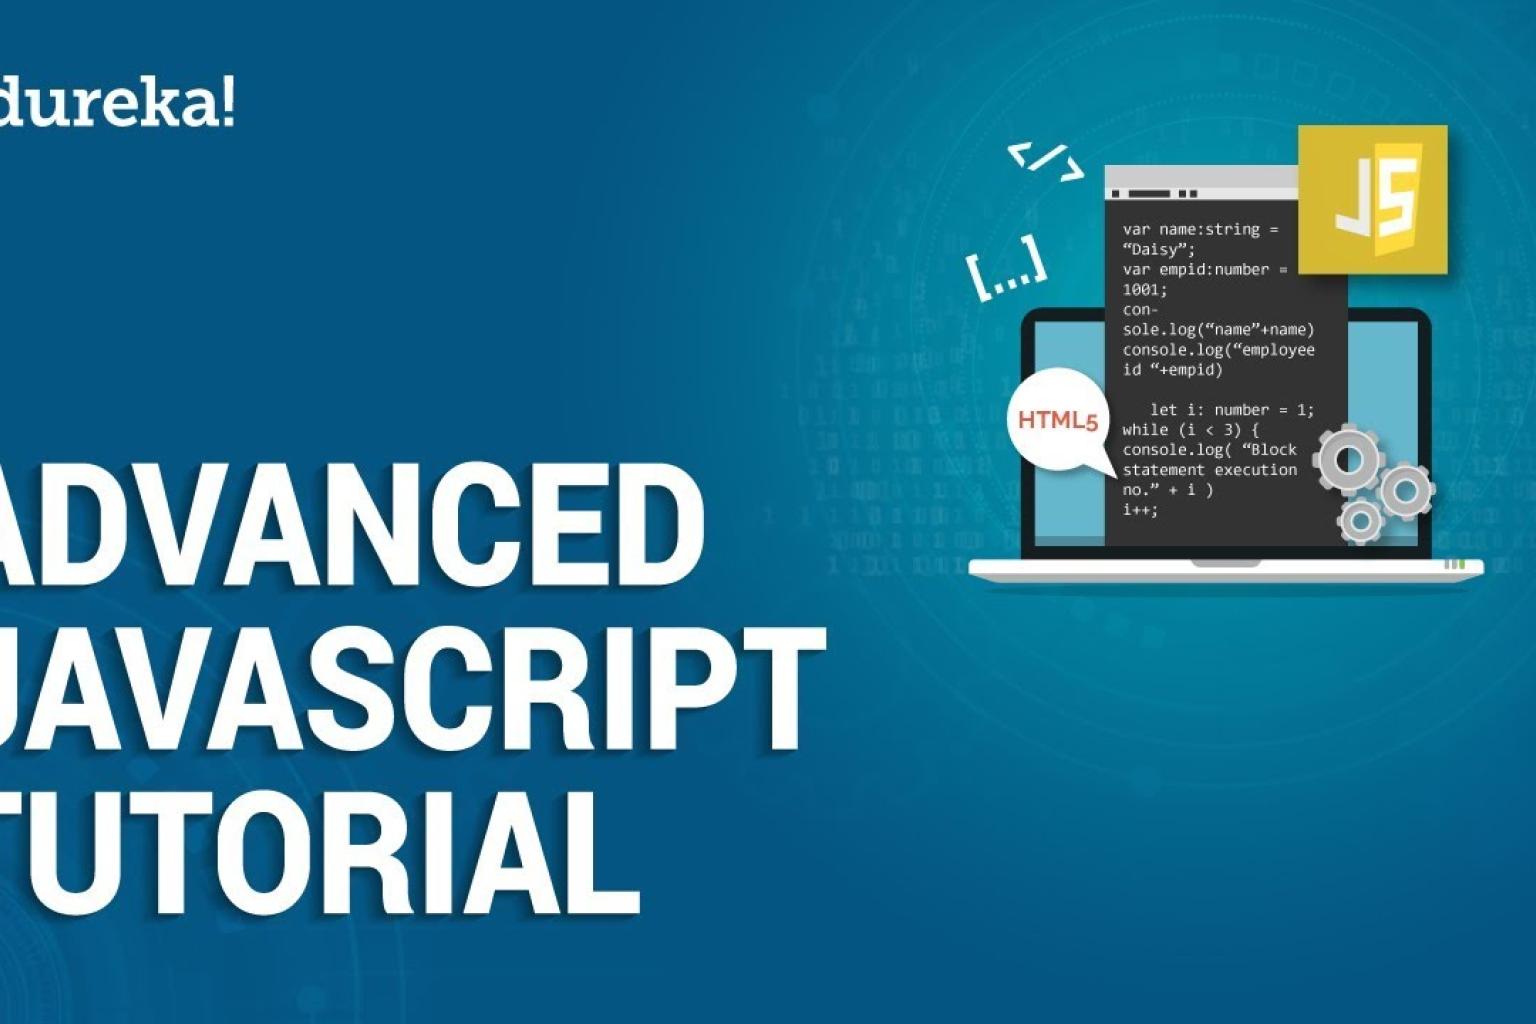 dureka!
</>
JS
[...]
var name:string =
“Daisy”;
var empid:number =
1001;
con-
sole.log(“name”+name)
console.log(“employee
id “+empid)
let i: number = 1;
while (i < 3) {
console.log( “Block
statement execution
no.” + i )
i++;
HTML5
ADVANCED
JAVASCRIPT
TUTORIAL